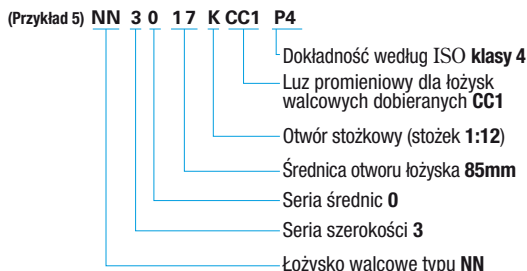 (Przykład 5) NN 3 0 17 K CC1 P4
Dokładność według ISO klasy 4
Luz promieniowy dla łożysk
walcowych dobieranych CC1
Otwór stożkowy (stożek 1:12)
Średnica otworu łożyska 85mm
Seria średnic 0
Seria szerokości 3
Łożysko walcowe typu NN